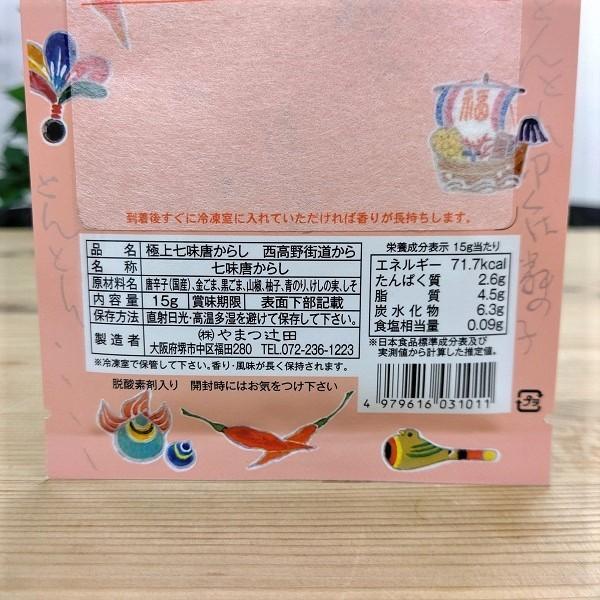 福
到着後すぐに冷凍室に入れていただければ香りが長持ちします。
品名 極上七味唐からし 西高野街道から
名称 七味唐からし
原材料名 唐辛子(国産)、金ごま、黒ごま、山椒、柚子、青のり、けしの実、しそ
内容量 15g 賞味期限 表面下部記載
保存方法 直射日光・高温多湿を避けて保存して下さい。
製造者 ㈱やまつ辻田
大阪府堺市中区福田280 TEL.072-236-1223
※冷凍室で保管して下さい。香り・風味が長く保持されます。
脱酸素剤入り 開封時にはお気をつけ下さい
栄養成分表示 15g当たり
エネルギー 71.7kcal
たんぱく質 2.6g
脂質 4.5g
炭水化物 6.3g
食塩相当量 0.09g
※日本食品標準成分表及び
実測値から計算した推定値。
4 979616 031011
プラ